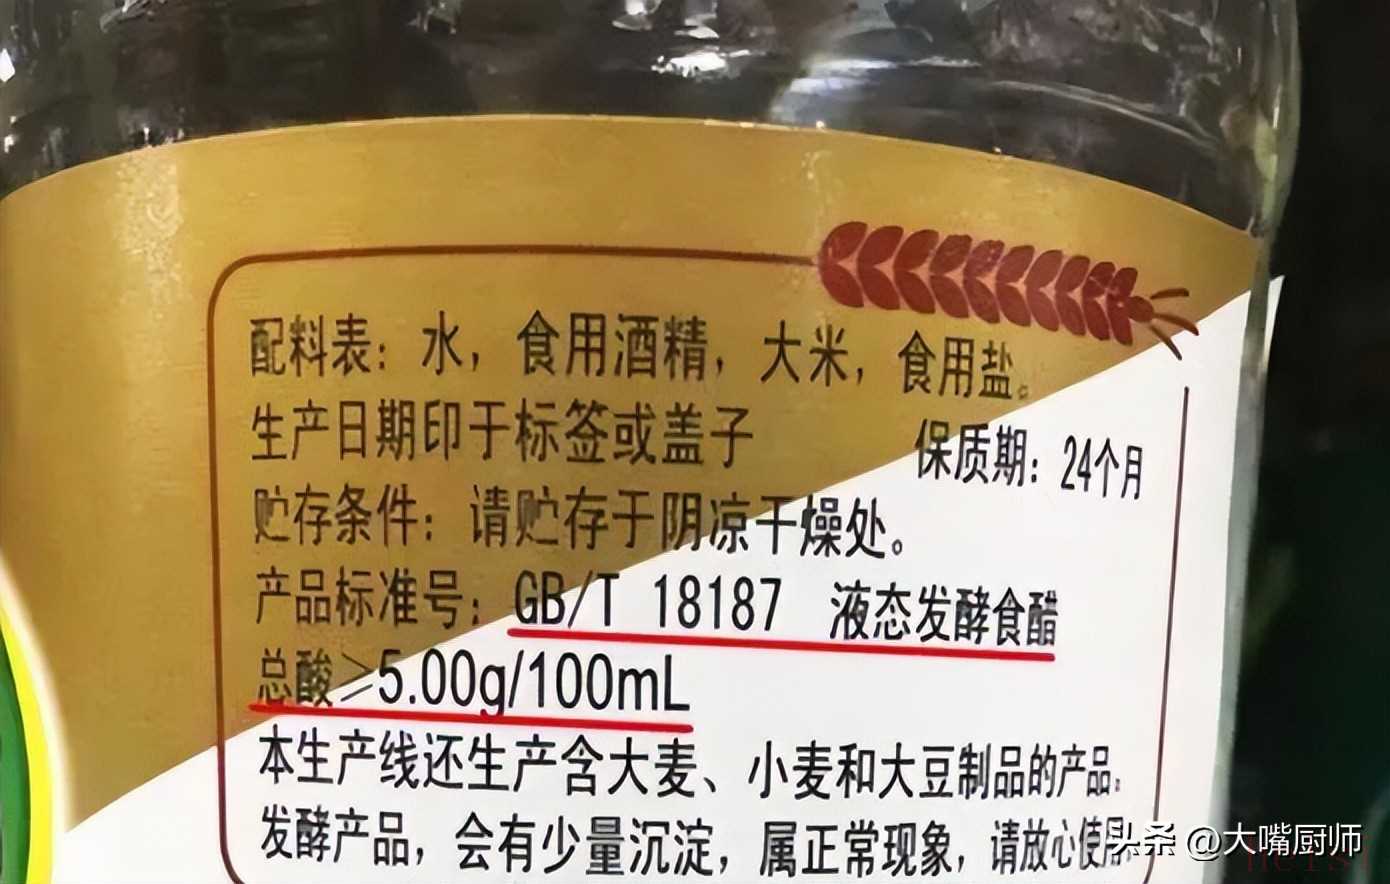 配料表：水，食用酒精，大米，食用盐。
生产日期印于标签或盖子 保质期：24个月
贮存条件：请贮存于阴凉干燥处。
产品标准号：GB/T 18187 液态发酵食醋
总酸≥5.00g/100mL
本生产线还生产含大麦、小麦和大豆制品的产品。
发酵产品，会有少量沉淀，属正常现象，请放心使用。
头条 @大嘴厨师